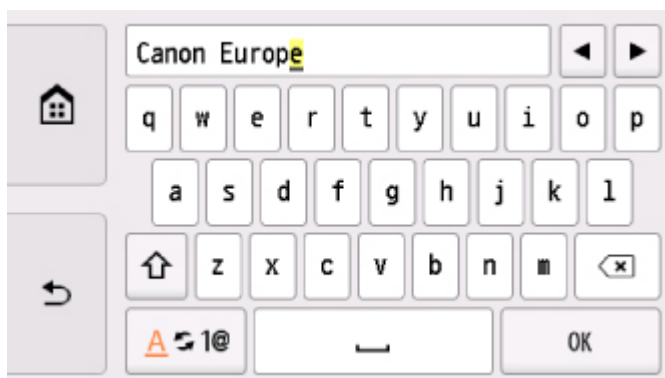 Canon Europe
q w e r t y u i o p
a s d f g h j k l
z x c v b n m
A 1@ OK